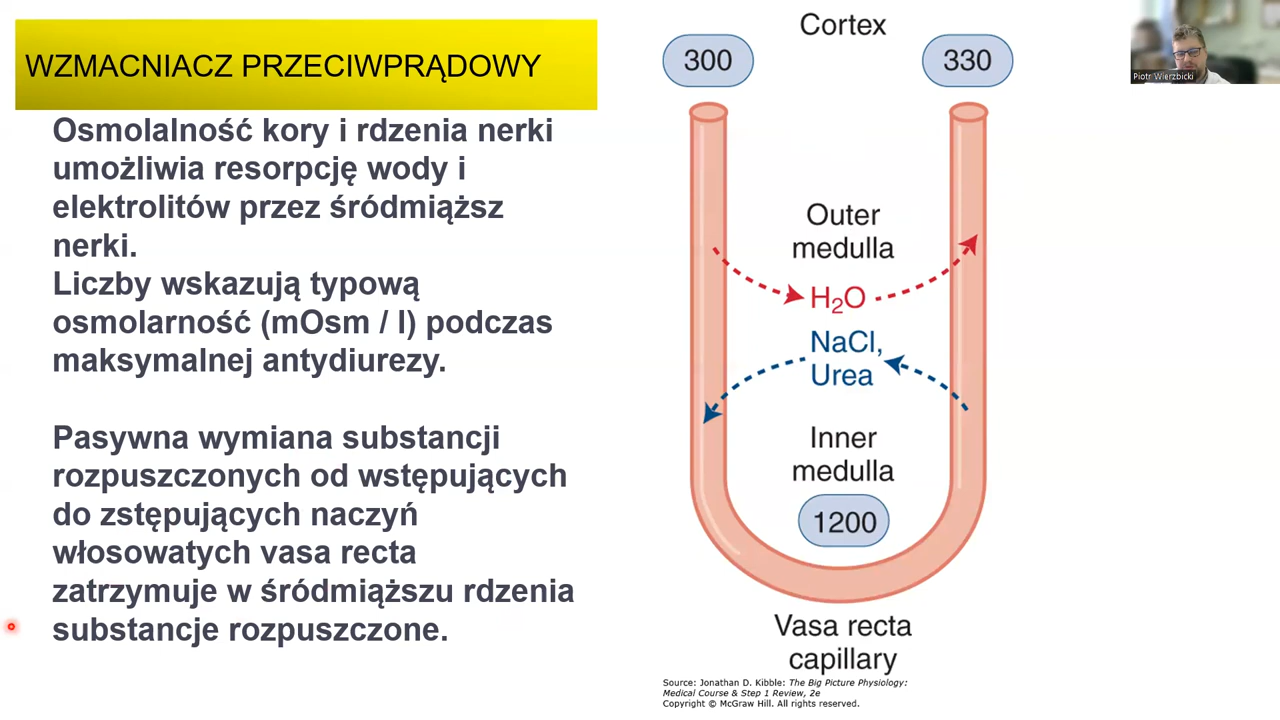 WZMACNIACZ PRZECIWPRĄDOWY
Osmolalność kory i rdzenia nerki
umożliwia resorpcję wody i
elektrolitów przez śródmiąższ
nerki.
Liczby wskazują typową
osmolarność (mOsm / l) podczas
maksymalnej antydiurezy.
Pasywna wymiana substancji
rozpuszczonych od wstępujących
do zstępujących naczyń
włosowatych vasa recta
zatrzymuje w śródmiąższu rdzenia
substancje rozpuszczone.
Cortex
300
330
Outer
medulla
H₂O
NaCl,
Urea
Inner
medulla
1200
Vasa recta
capillary
Source: Jonathan D. Kibble: The Big Picture Physiology:
Medical Course & Step 1 Review, 2e
Copyright © McGraw Hill. All rights reserved.
Piotr Wierzbicki